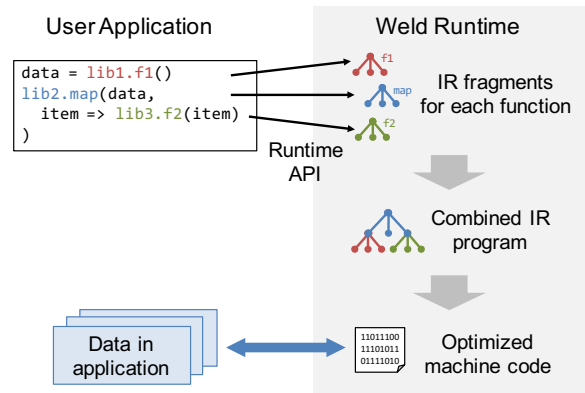 User Application
Weld Runtime
data = lib1.f1()
lib2.map(data,
item => lib3.f2(item)
)
f1
map
f2
IR fragments
for each function
Runtime
API
Combined IR
program
Data in
application
11011100
11101011
01111010
Optimized
machine code